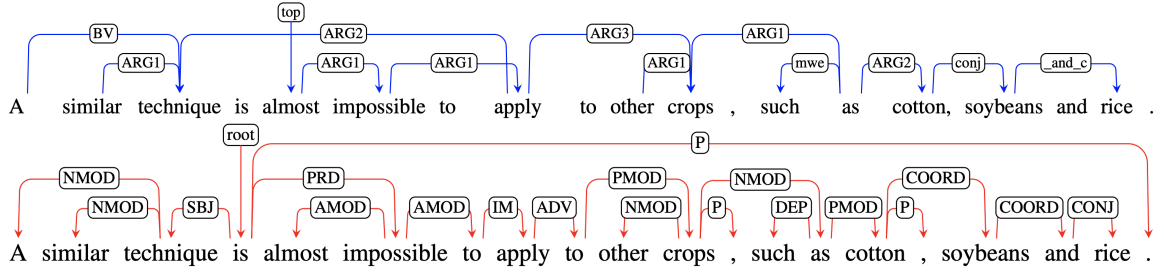 top
BV ARG2 ARG3 ARG1
ARG1 ARG1 ARG1 ARG1 mwe ARG2 conj _and_c
A similar technique is almost impossible to apply to other crops , such as cotton, soybeans and rice .
root
P
NMOD PRD PMOD NMOD COORD
NMOD SBJ AMOD AMOD IM ADV NMOD P DEP PMOD P COORD CONJ
A similar technique is almost impossible to apply to other crops , such as cotton , soybeans and rice .